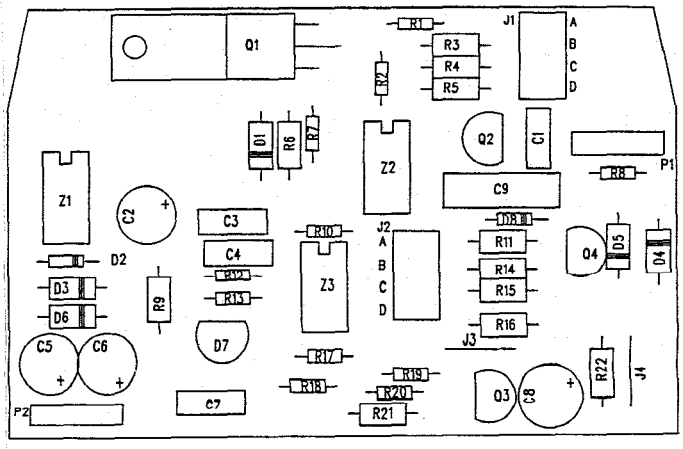 R1
J1
A
Q1
R3
B
R4
C
R2
R5
D
D1
R6
R7
Q2
C1
Z2
P1
R8
Z1
C9
C2
+
C3
D8
R10
J2
A
R11
C4
Q4
D5
D4
D2
B
R12
R14
Z3
D3
R9
C
R15
R13
D6
D
R16
C5
C6
D7
J3
R17
R22
J4
R19
+
+
+
R18
R20
Q3
C8
C7
P2
R21